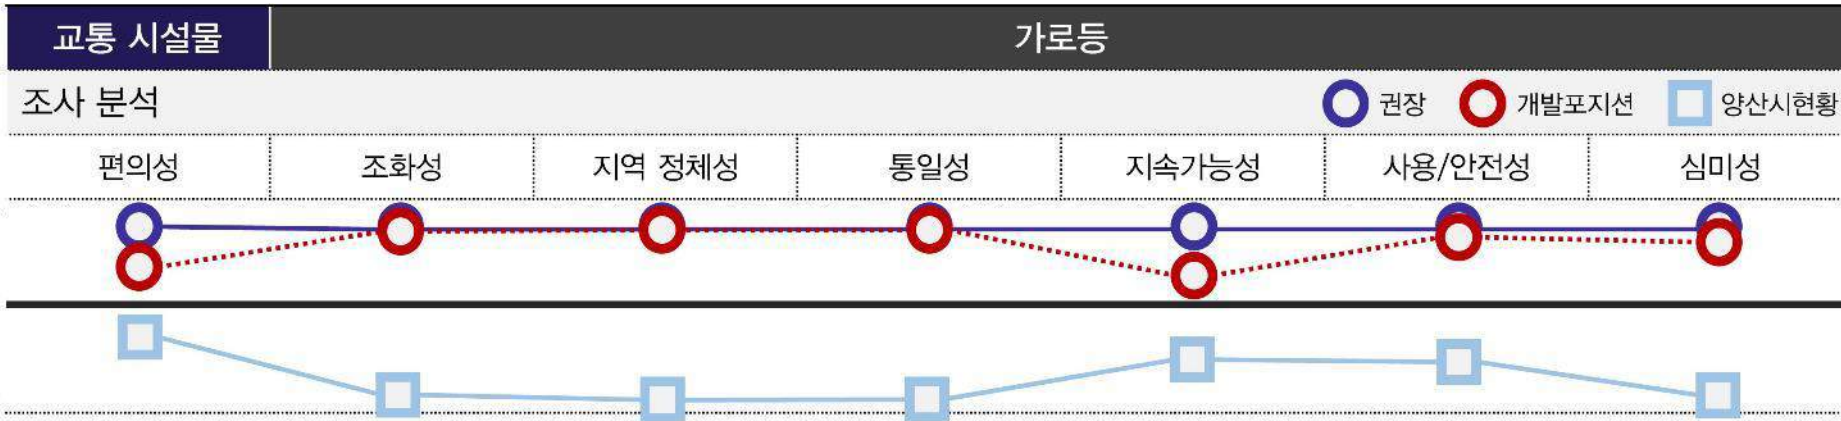 교통 시설물 가로등
조사 분석 권장 개발포지션 양산시현황
편의성 조화성 지역 정체성 통일성 지속가능성 사용/안전성 심미성